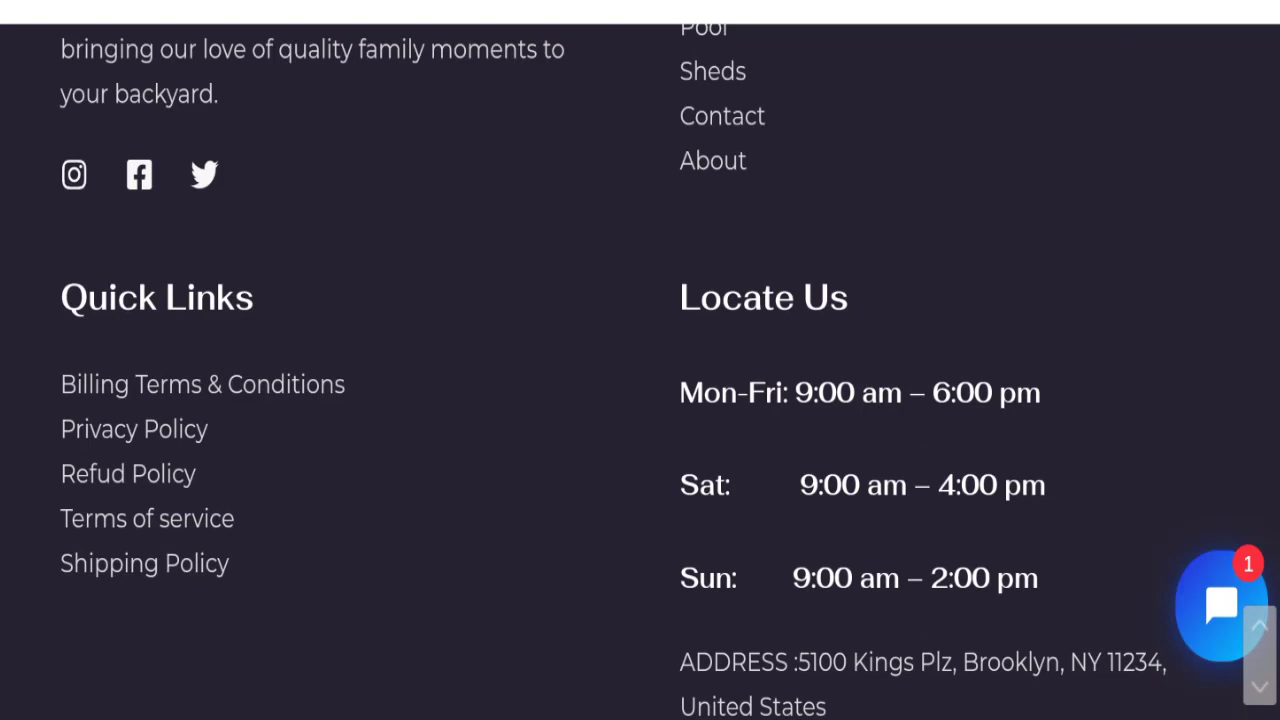 bringing our love of quality family moments to
your backyard.
Pool
Sheds
Contact
About
Quick Links
Billing Terms & Conditions
Privacy Policy
Refud Policy
Terms of service
Shipping Policy
Locate Us
Mon-Fri: 9:00 am – 6:00 pm
Sat: 9:00 am – 4:00 pm
Sun: 9:00 am – 2:00 pm
1
ADDRESS :5100 Kings Plz, Brooklyn, NY 11234,
United States